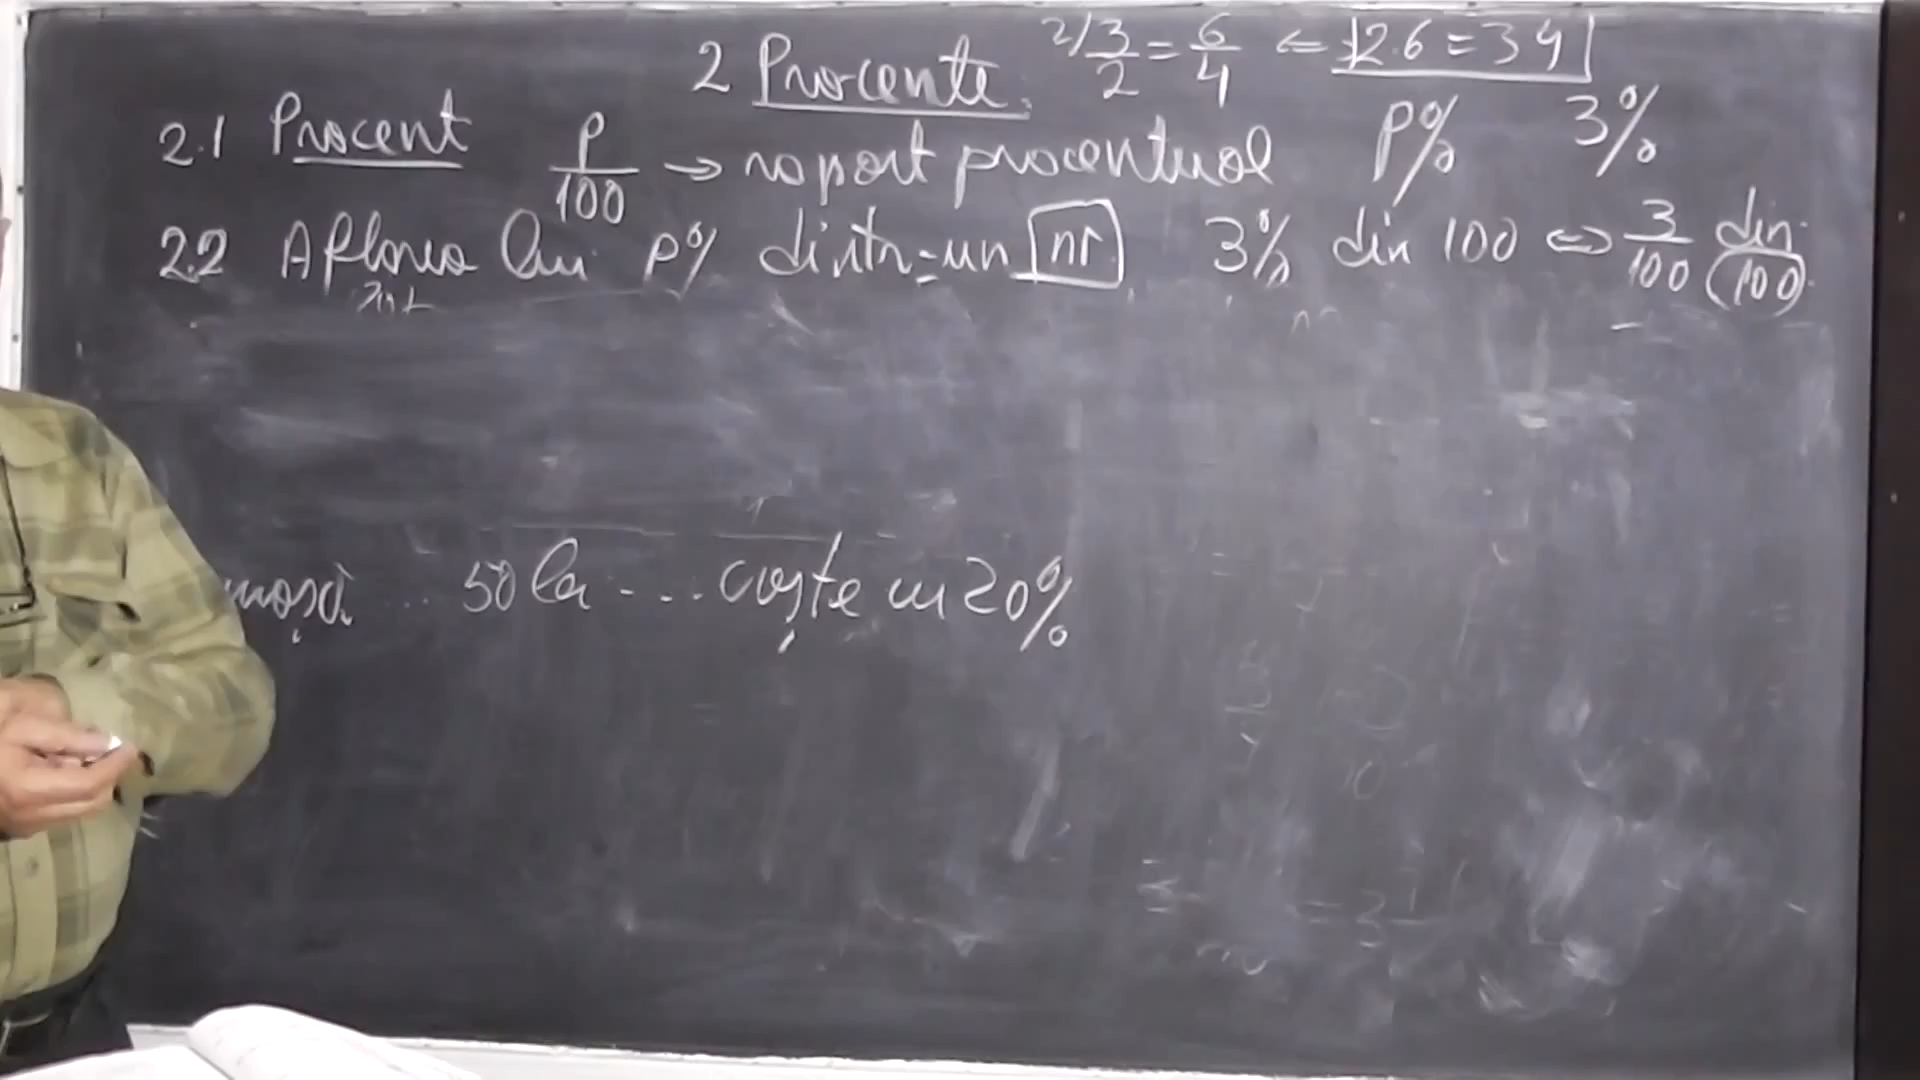 2 Procente. 2/ 3/2 = 6/4 ⇐ 2·6 = 3·4
2.1 Procent p/100 → raport procentual p% 3%
2.2 Aflarea lui p% dintr-un nr. 3% din 100 ⇔ 3/100 din 100
50 lei ... cu 20%